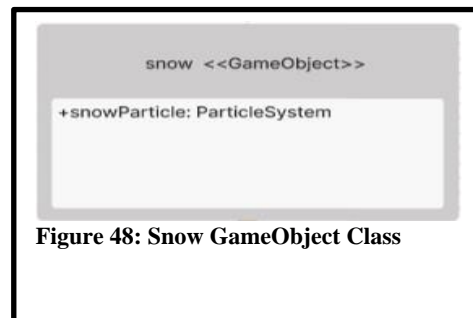 snow <<GameObject>>
+snowParticle: ParticleSystem
Figure 48: Snow GameObject Class